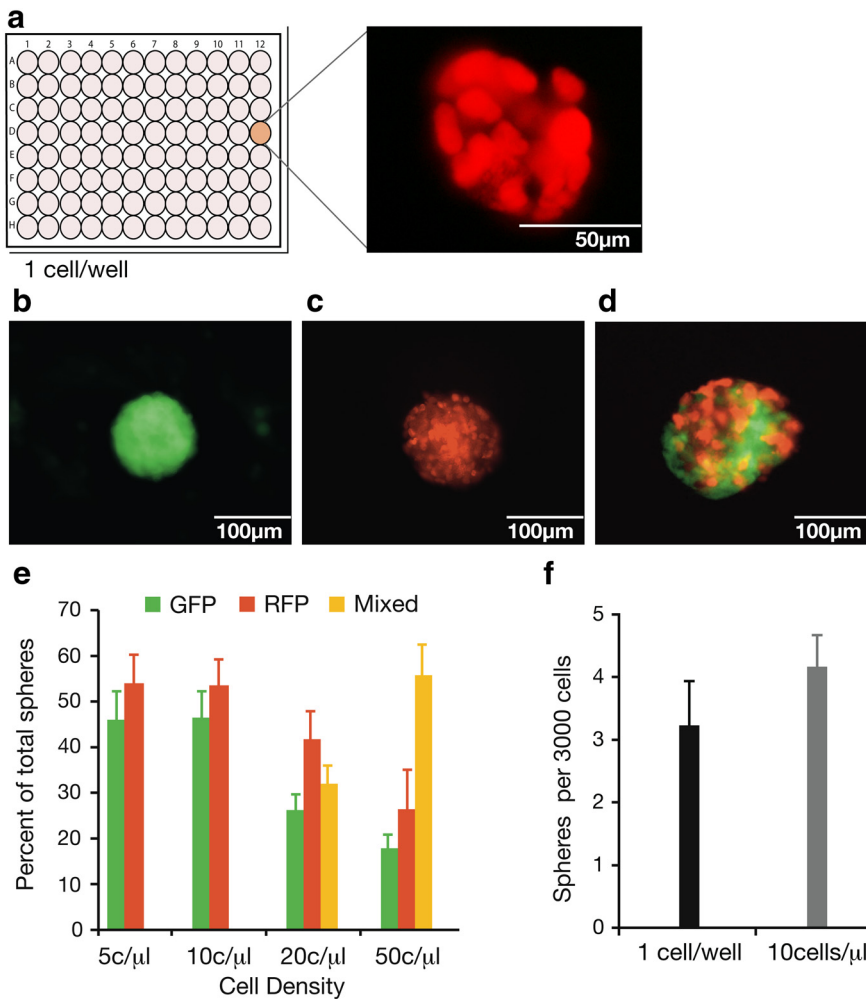 a
1 2 3 4 5 6 7 8 9 10 11 12
A
B
C
D
E
F
G
H
50µm
1 cell/well
b
c
d
100µm
100µm
100µm
e
GFP RFP Mixed
Percent of total spheres
70
60
50
40
30
20
10
0
5c/µl 10c/µl 20c/µl 50c/µl
Cell Density
f
Spheres per 3000 cells
5
4
3
2
1
0
1 cell/well 10cells/µl